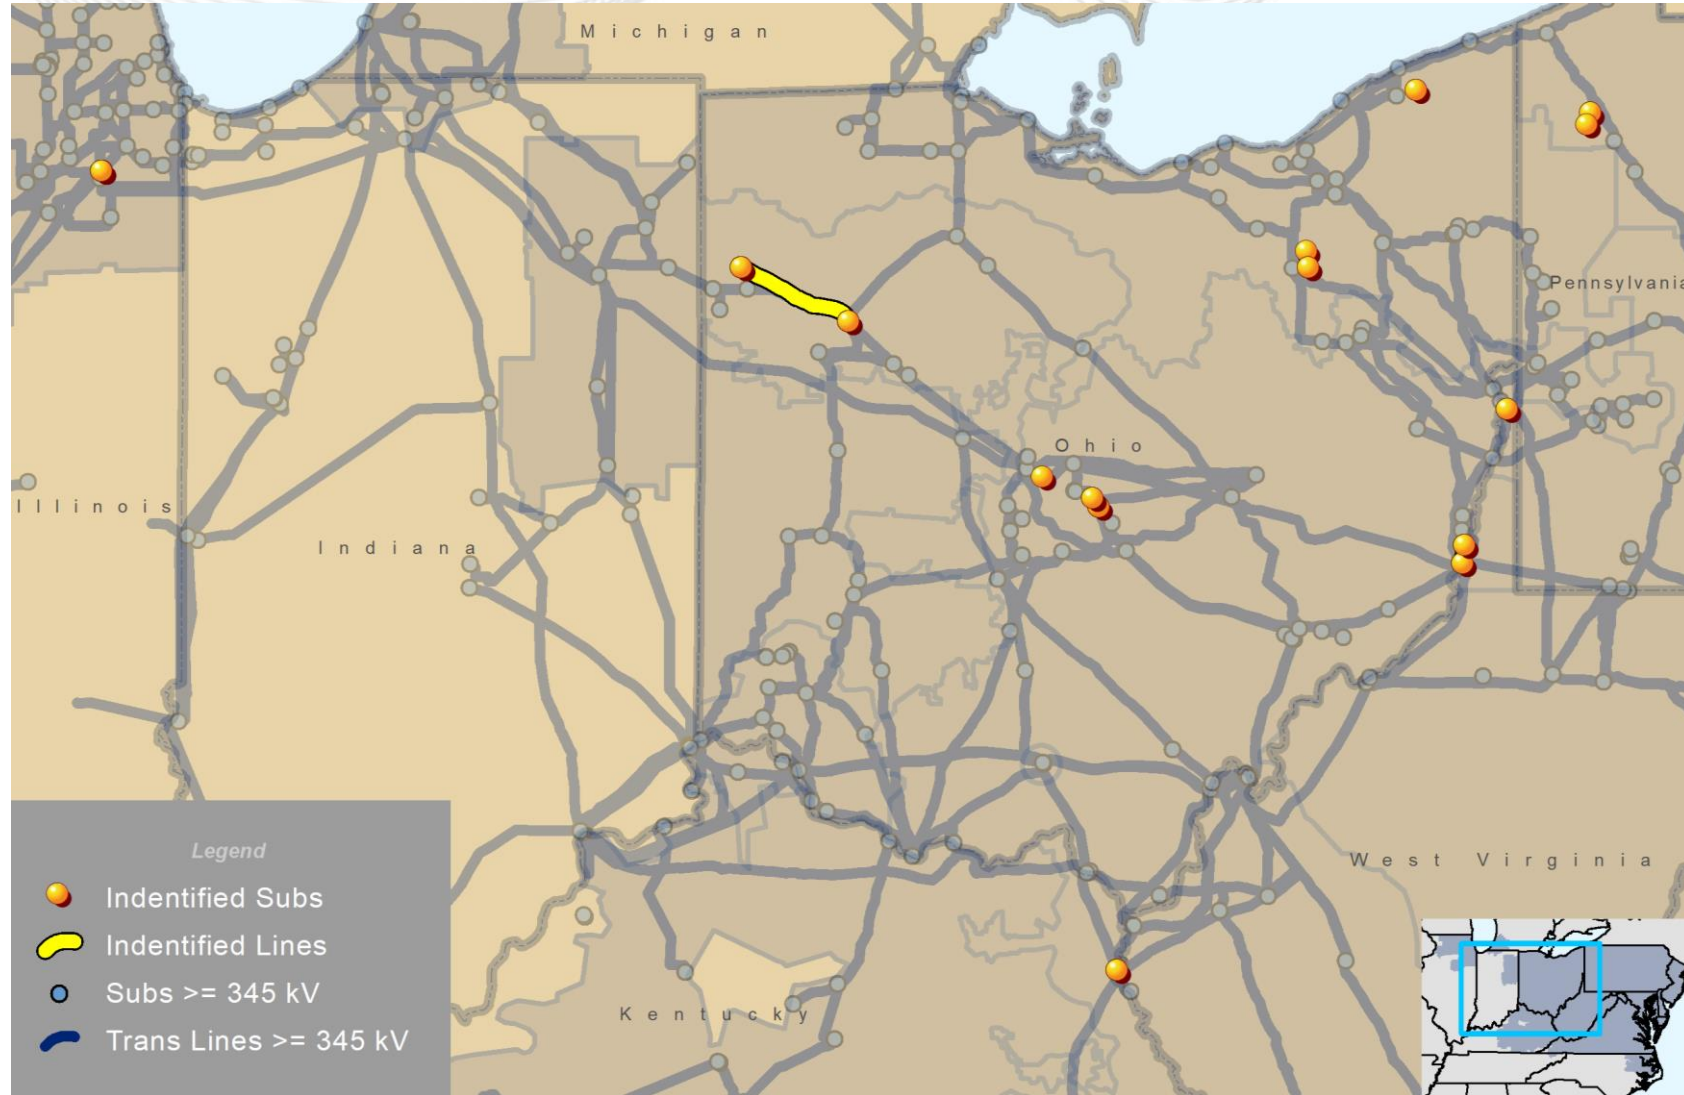 Michigan
Pennsylvania
Ohio
Illinois
Indiana
West Virginia
Kentucky
Legend
Indentified Subs
Indentified Lines
Subs >= 345 kV
Trans Lines >= 345 kV